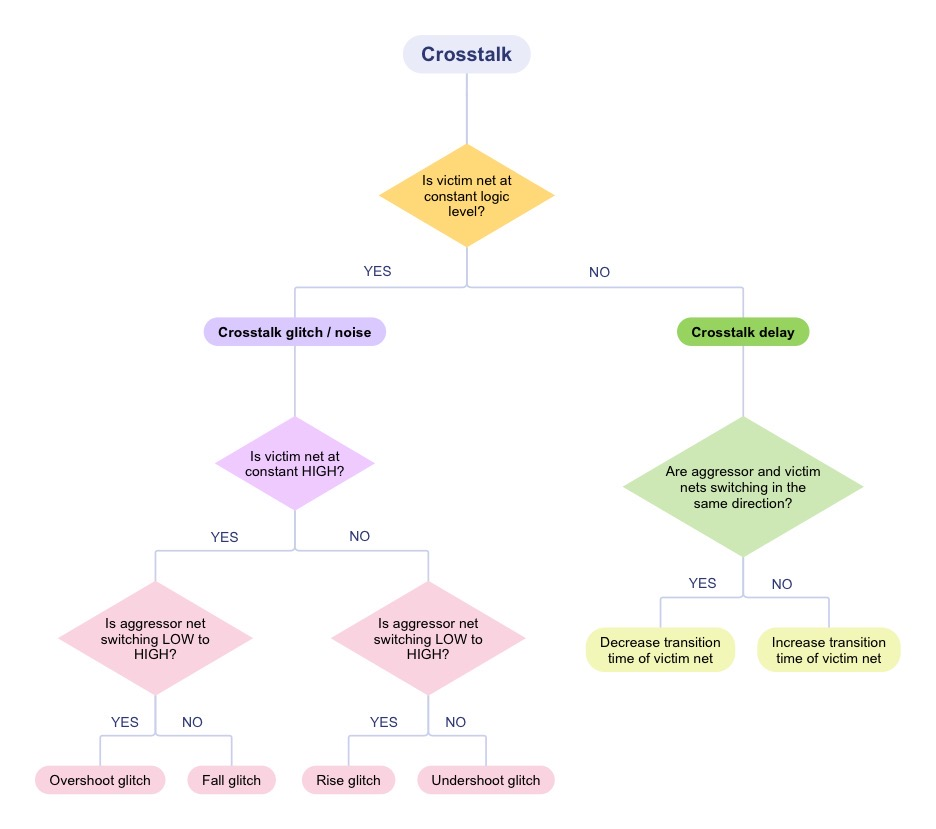 Crosstalk
Is victim net at
constant logic
level?
YES
NO
Crosstalk glitch / noise
Crosstalk delay
Is victim net at
constant HIGH?
Are aggressor and victim
nets switching in the
same direction?
YES
NO
YES
NO
Is aggressor net
switching LOW to
HIGH?
Is aggressor net
switching LOW to
HIGH?
Decrease transition
time of victim net
Increase transition
time of victim net
YES
NO
YES
NO
Overshoot glitch
Fall glitch
Rise glitch
Undershoot glitch